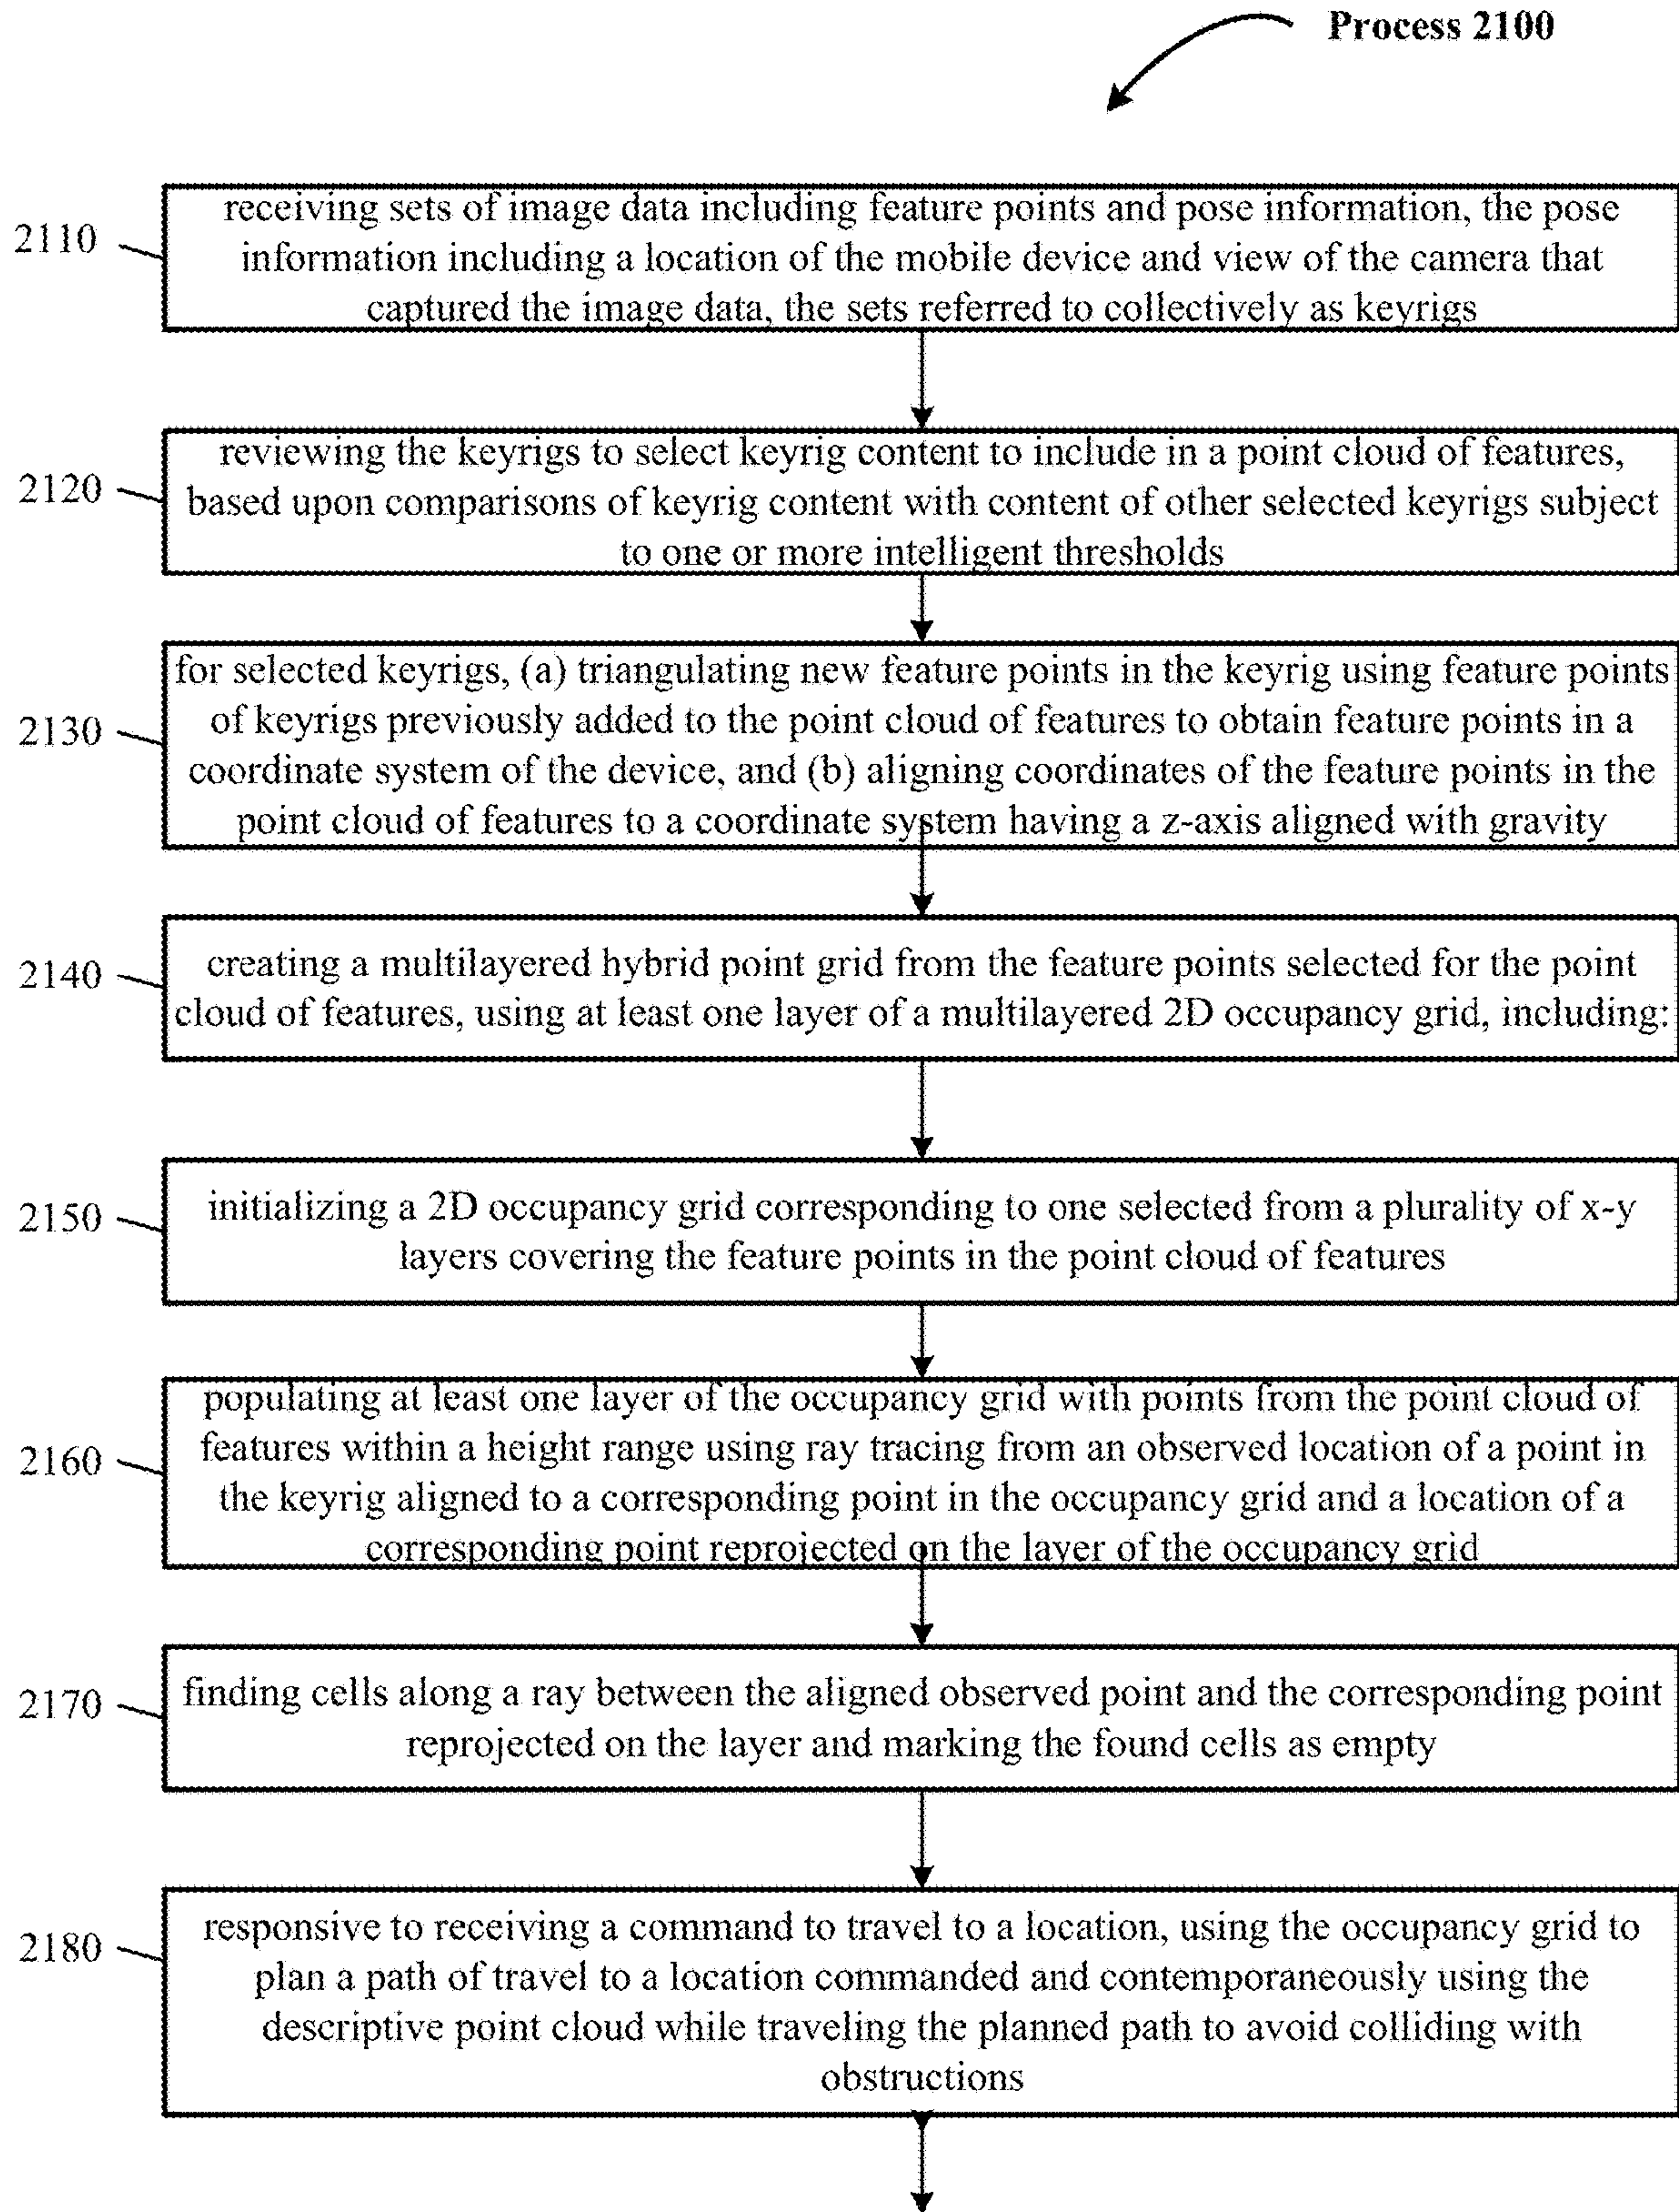 Process 2100
2110
receiving sets of image data including feature points and pose information, the pose
information including a location of the mobile device and view of the camera that
captured the image data, the sets referred to collectively as keyrigs
2120
reviewing the keyrigs to select keyrig content to include in a point cloud of features,
based upon comparisons of keyrig content with content of other selected keyrigs subject
to one or more intelligent thresholds
2130
for selected keyrigs, (a) triangulating new feature points in the keyrig using feature points
of keyrigs previously added to the point cloud of features to obtain feature points in a
coordinate system of the device, and (b) aligning coordinates of the feature points in the
point cloud of features to a coordinate system having a z-axis aligned with gravity
2140
creating a multilayered hybrid point grid from the feature points selected for the point
cloud of features, using at least one layer of a multilayered 2D occupancy grid, including:
2150
initializing a 2D occupancy grid corresponding to one selected from a plurality of x-y
layers covering the feature points in the point cloud of features
2160
populating at least one layer of the occupancy grid with points from the point cloud of
features within a height range using ray tracing from an observed location of a point in
the keyrig aligned to a corresponding point in the occupancy grid and a location of a
corresponding point reprojected on the layer of the occupancy grid
2170
finding cells along a ray between the aligned observed point and the corresponding point
reprojected on the layer and marking the found cells as empty
2180
responsive to receiving a command to travel to a location, using the occupancy grid to
plan a path of travel to a location commanded and contemporaneously using the
descriptive point cloud while traveling the planned path to avoid colliding with
obstructions